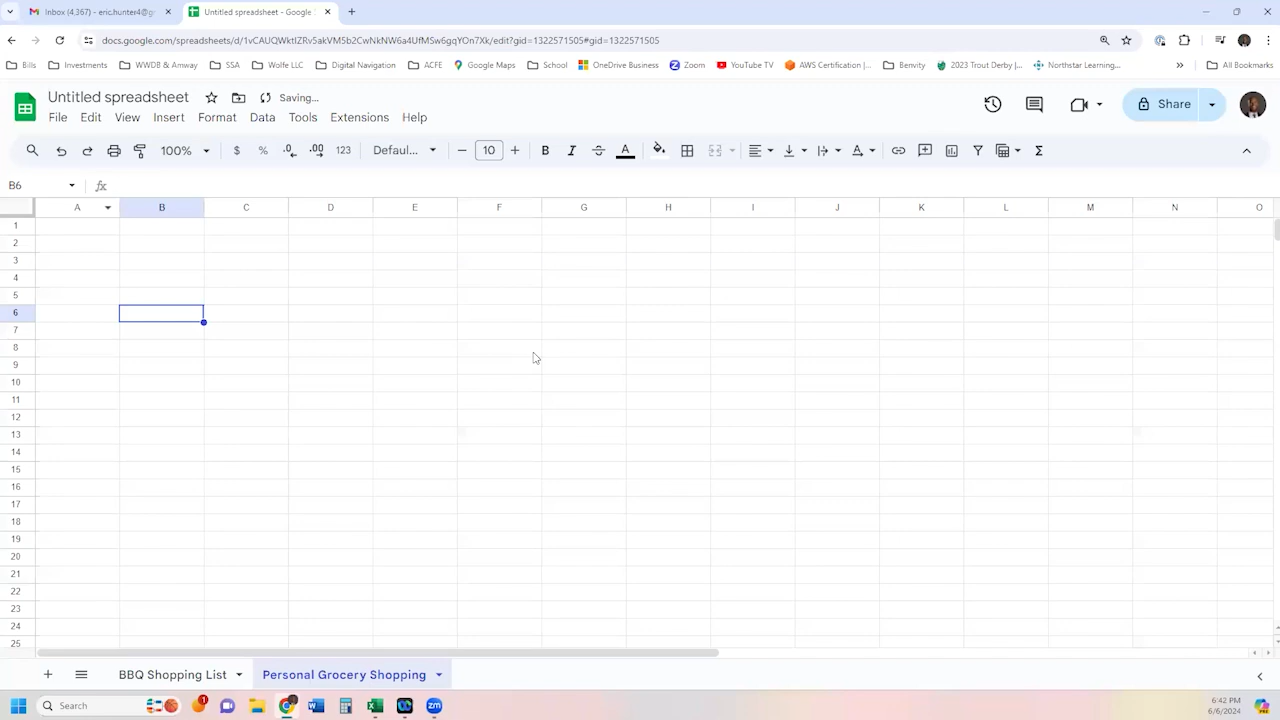 Inbox (4,367) - eric.hunter4@gr
Untitled spreadsheet - Google
docs.google.com/spreadsheets/d/1vCAUQWktIZRv5akVM5b2CwNkNW6a4UfMSw6gqYOn7Xk/edit?gid=1322571505#gid=1322571505
Bills Investments WWDB & Amway SSA Wolfe LLC Digital Navigation ACFE Google Maps School OneDrive Business Zoom YouTube TV AWS Certification |... Benvity 2023 Trout Derby |... Northstar Learning... » All Bookmarks
Untitled spreadsheet Saving...
File Edit View Insert Format Data Tools Extensions Help
Share
100% $ % .0 .00 123 Defaul... 10 B I S A Σ
B6 fx
A B C D E F G H I J K L M N O
1
2
3
4
5
6
7
8
9
10
11
12
13
14
15
16
17
18
19
20
21
22
23
24
25
BBQ Shopping List Personal Grocery Shopping
Search 1 6:42 PM
6/6/2024